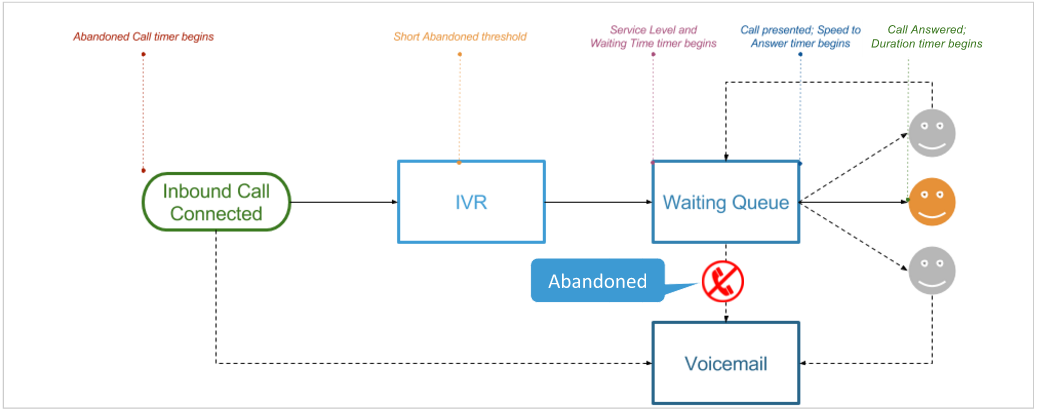 Abandoned Call timer begins
Short Abandoned threshold
Service Level and
Waiting Time timer begins
Call presented; Speed to
Answer timer begins
Call Answered;
Duration timer begins
Inbound Call
Connected
IVR
Waiting Queue
Abandoned
Voicemail